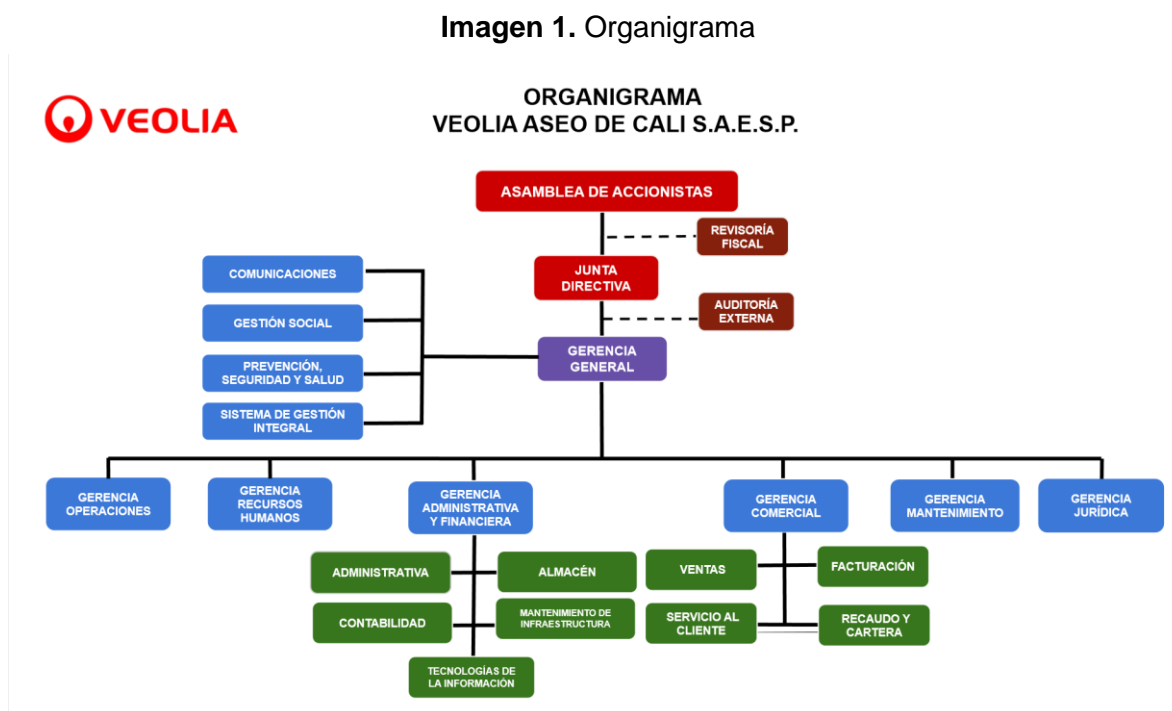 Imagen 1. Organigrama
VEOLIA
ORGANIGRAMA
VEOLIA ASEO DE CALI S.A.E.S.P.
ASAMBLEA DE ACCIONISTAS
REVISORÍA
FISCAL
JUNTA
DIRECTIVA
AUDITORÍA
EXTERNA
GERENCIA
GENERAL
COMUNICACIONES
GESTIÓN SOCIAL
PREVENCIÓN,
SEGURIDAD Y SALUD
SISTEMA DE GESTIÓN
INTEGRAL
GERENCIA
OPERACIONES
GERENCIA
RECURSOS
HUMANOS
GERENCIA
ADMINISTRATIVA
Y FINANCIERA
GERENCIA
COMERCIAL
GERENCIA
MANTENIMIENTO
GERENCIA
JURÍDICA
ADMINISTRATIVA
ALMACÉN
CONTABILIDAD
MANTENIMIENTO DE
INFRAESTRUCTURA
TECNOLOGÍAS DE
LA INFORMACIÓN
VENTAS
FACTURACIÓN
SERVICIO AL
CLIENTE
RECAUDO Y
CARTERA